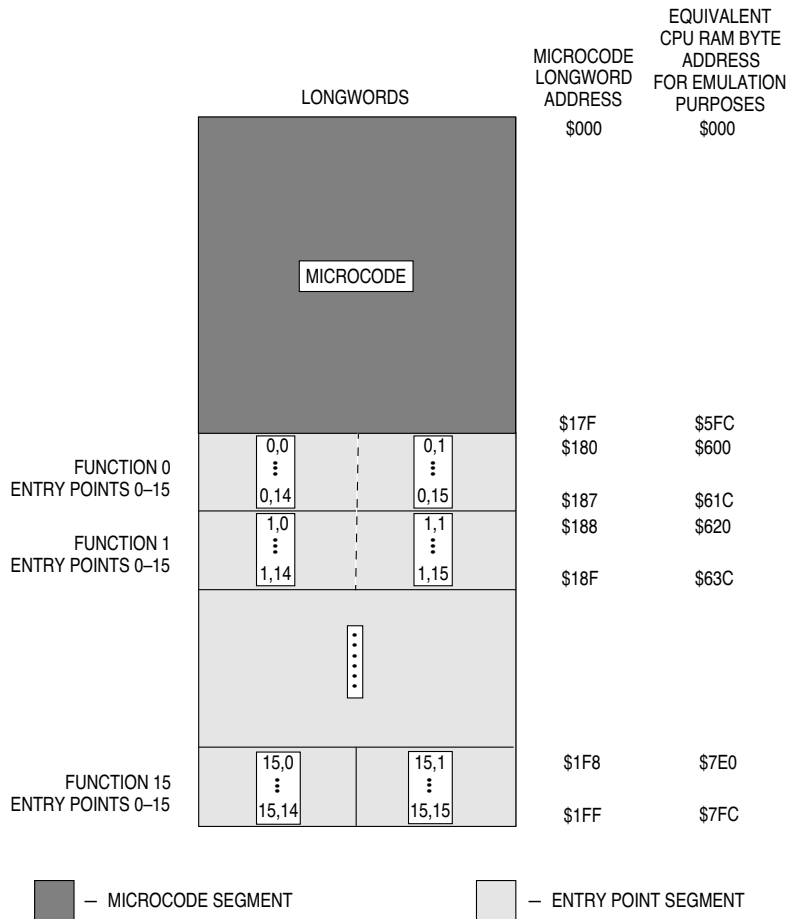 EQUIVALENT
CPU RAM BYTE
ADDRESS
FOR EMULATION
PURPOSES
MICROCODE
LONGWORD
ADDRESS
LONGWORDS
$000 $000
MICROCODE
$17F $5FC
0,0 0,1 $180 $600
FUNCTION 0
ENTRY POINTS 0–15
0,14 0,15 $187 $61C
1,0 1,1 $188 $620
FUNCTION 1
ENTRY POINTS 0–15
1,14 1,15 $18F $63C
15,0 15,1 $1F8 $7E0
FUNCTION 15
ENTRY POINTS 0–15
15,14 15,15 $1FF $7FC
– MICROCODE SEGMENT
– ENTRY POINT SEGMENT